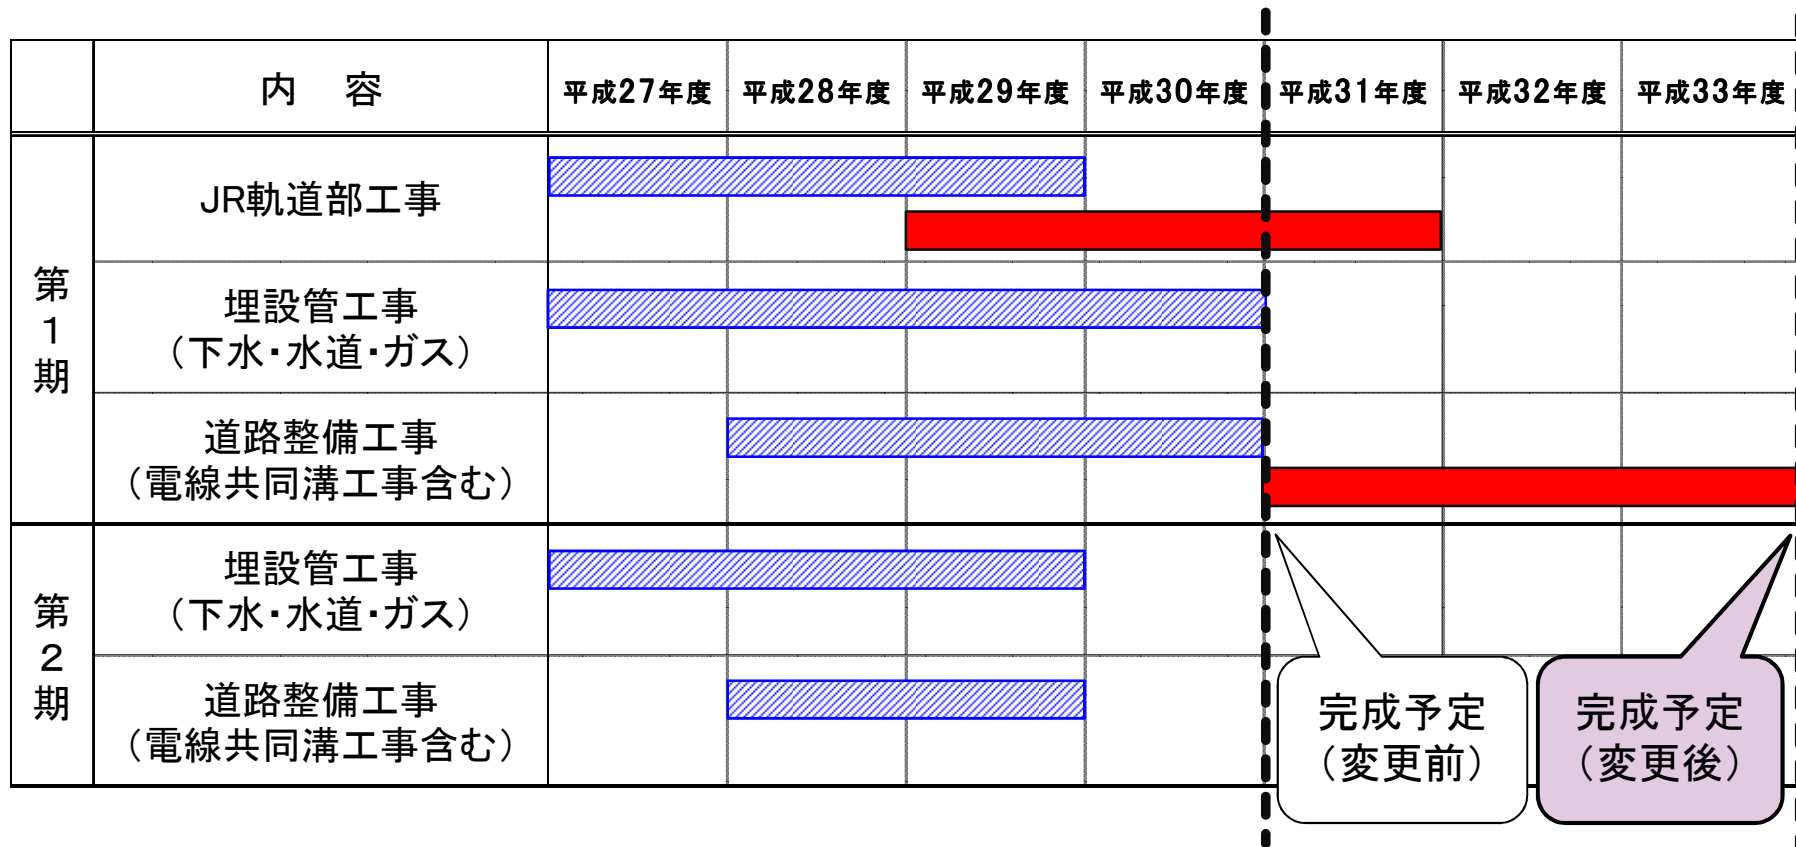 内　容 平成27年度 平成28年度 平成29年度 平成30年度 平成31年度 平成32年度 平成33年度
第1期
JR軌道部工事
埋設管工事
（下水・水道・ガス）
道路整備工事
（電線共同溝工事含む）
第2期
埋設管工事
（下水・水道・ガス）
道路整備工事
（電線共同溝工事含む）
完成予定
（変更前）
完成予定
（変更後）